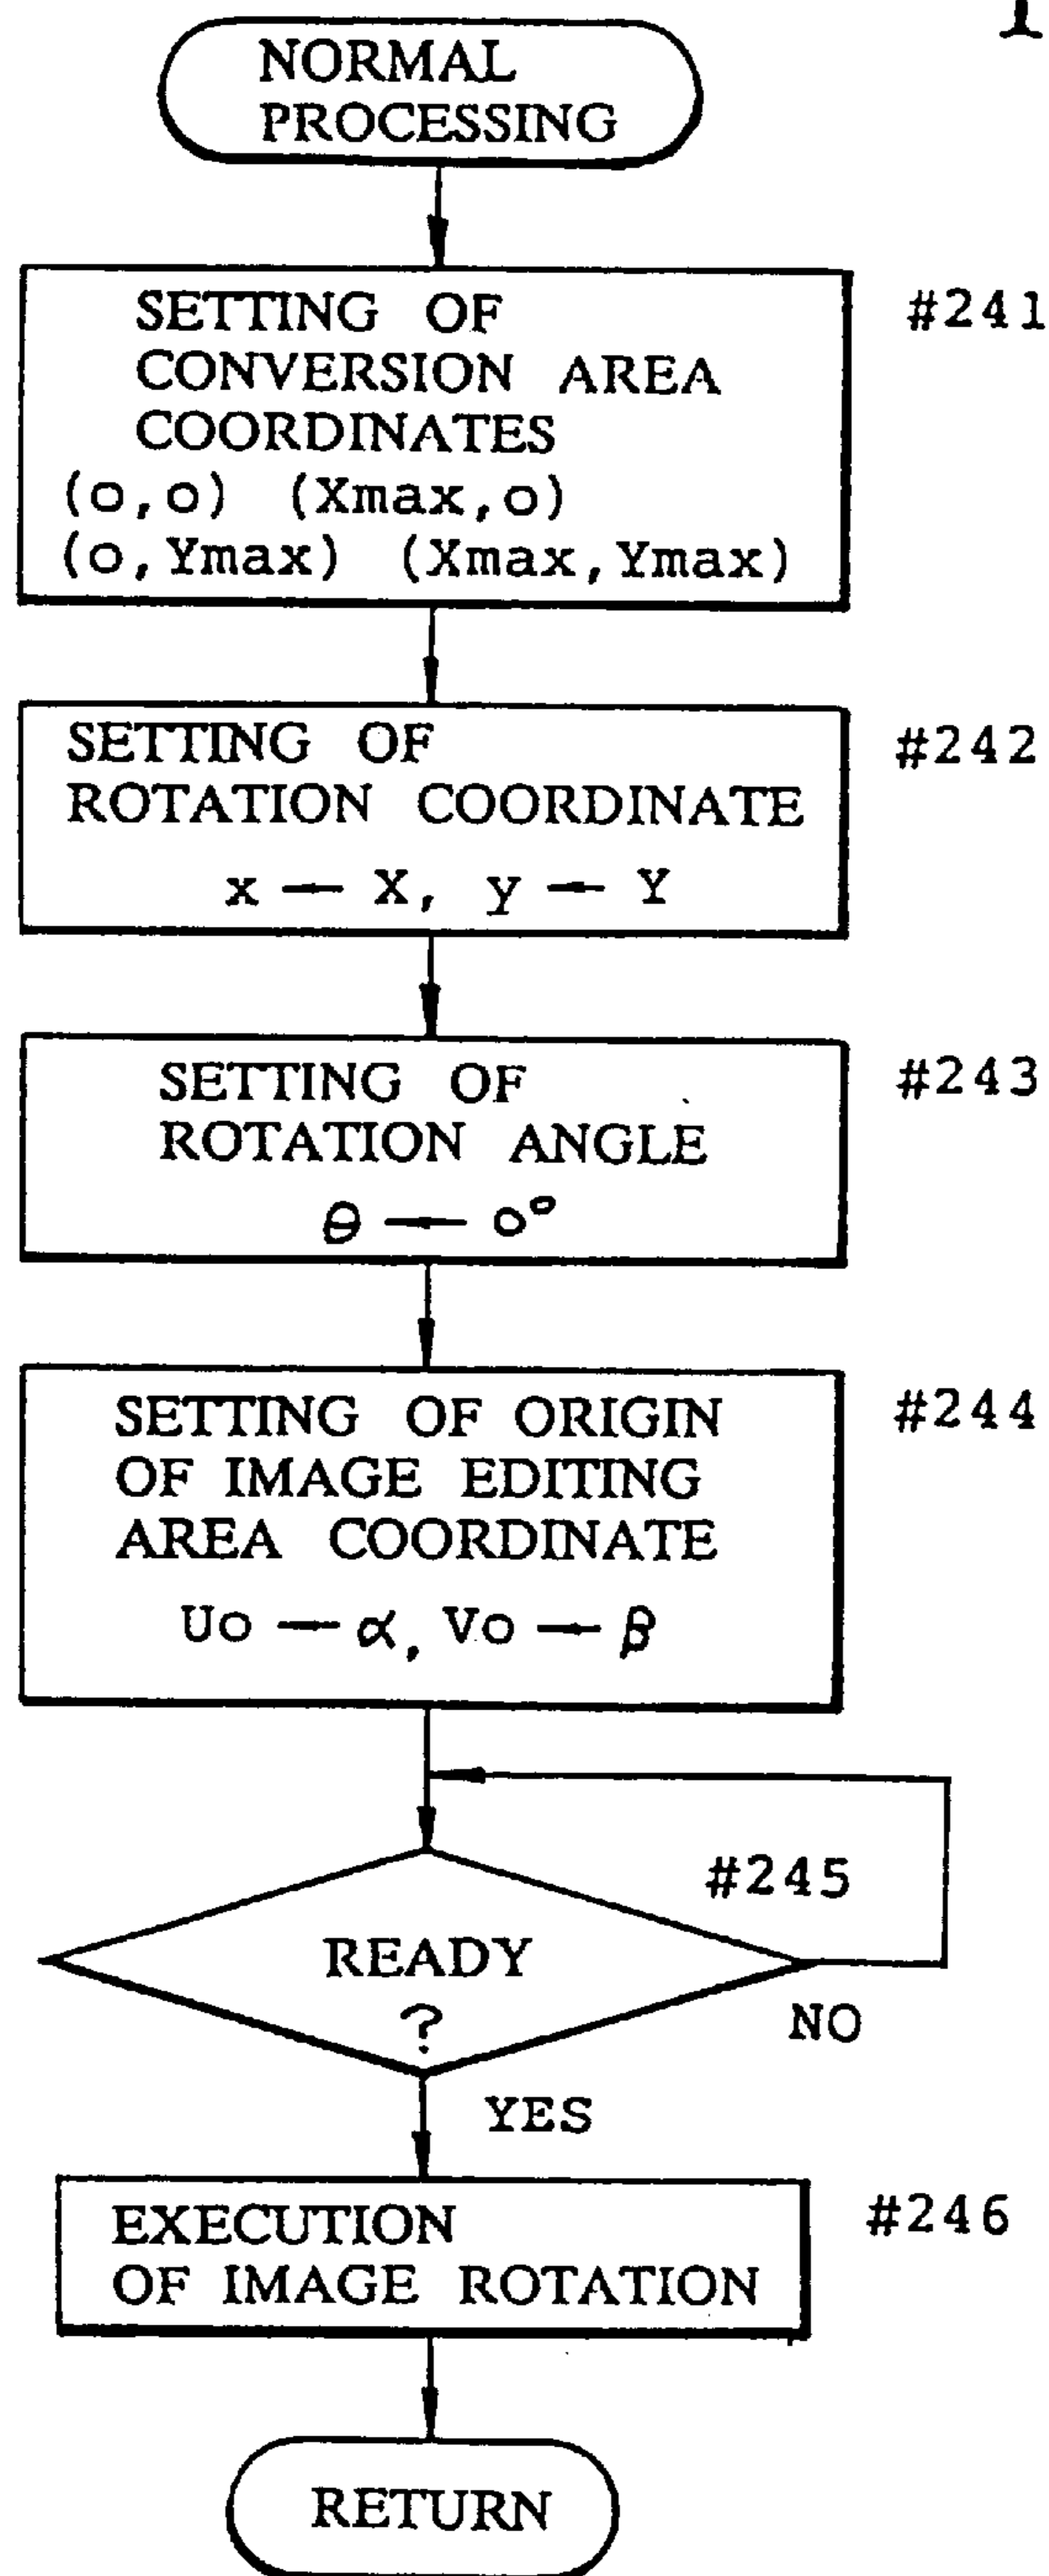 NORMAL
PROCESSING
SETTING OF
CONVERSION AREA
COORDINATES
(o,o) (Xmax,o)
(o,Ymax) (Xmax,Ymax)
#241
SETTING OF
ROTATION COORDINATE
x ← X, y ← Y
#242
SETTING OF
ROTATION ANGLE
θ ← o°
#243
SETTING OF ORIGIN
OF IMAGE EDITING
AREA COORDINATE
Uo ← α, Vo ← β
#244
#245
READY
?
NO
YES
EXECUTION
OF IMAGE ROTATION
#246
RETURN